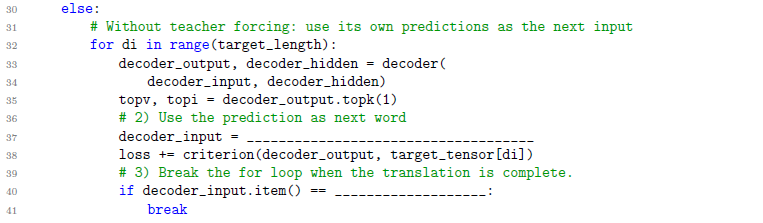 30 else:
31 # Without teacher forcing: use its own predictions as the next input
32 for di in range(target_length):
33 decoder_output, decoder_hidden = decoder(
34 decoder_input, decoder_hidden)
35 topv, topi = decoder_output.topk(1)
36 # 2) Use the prediction as next word
37 decoder_input = ___________________________________
38 loss += criterion(decoder_output, target_tensor[di])
39 # 3) Break the for loop when the translation is complete.
40 if decoder_input.item() == ___________________:
41 break